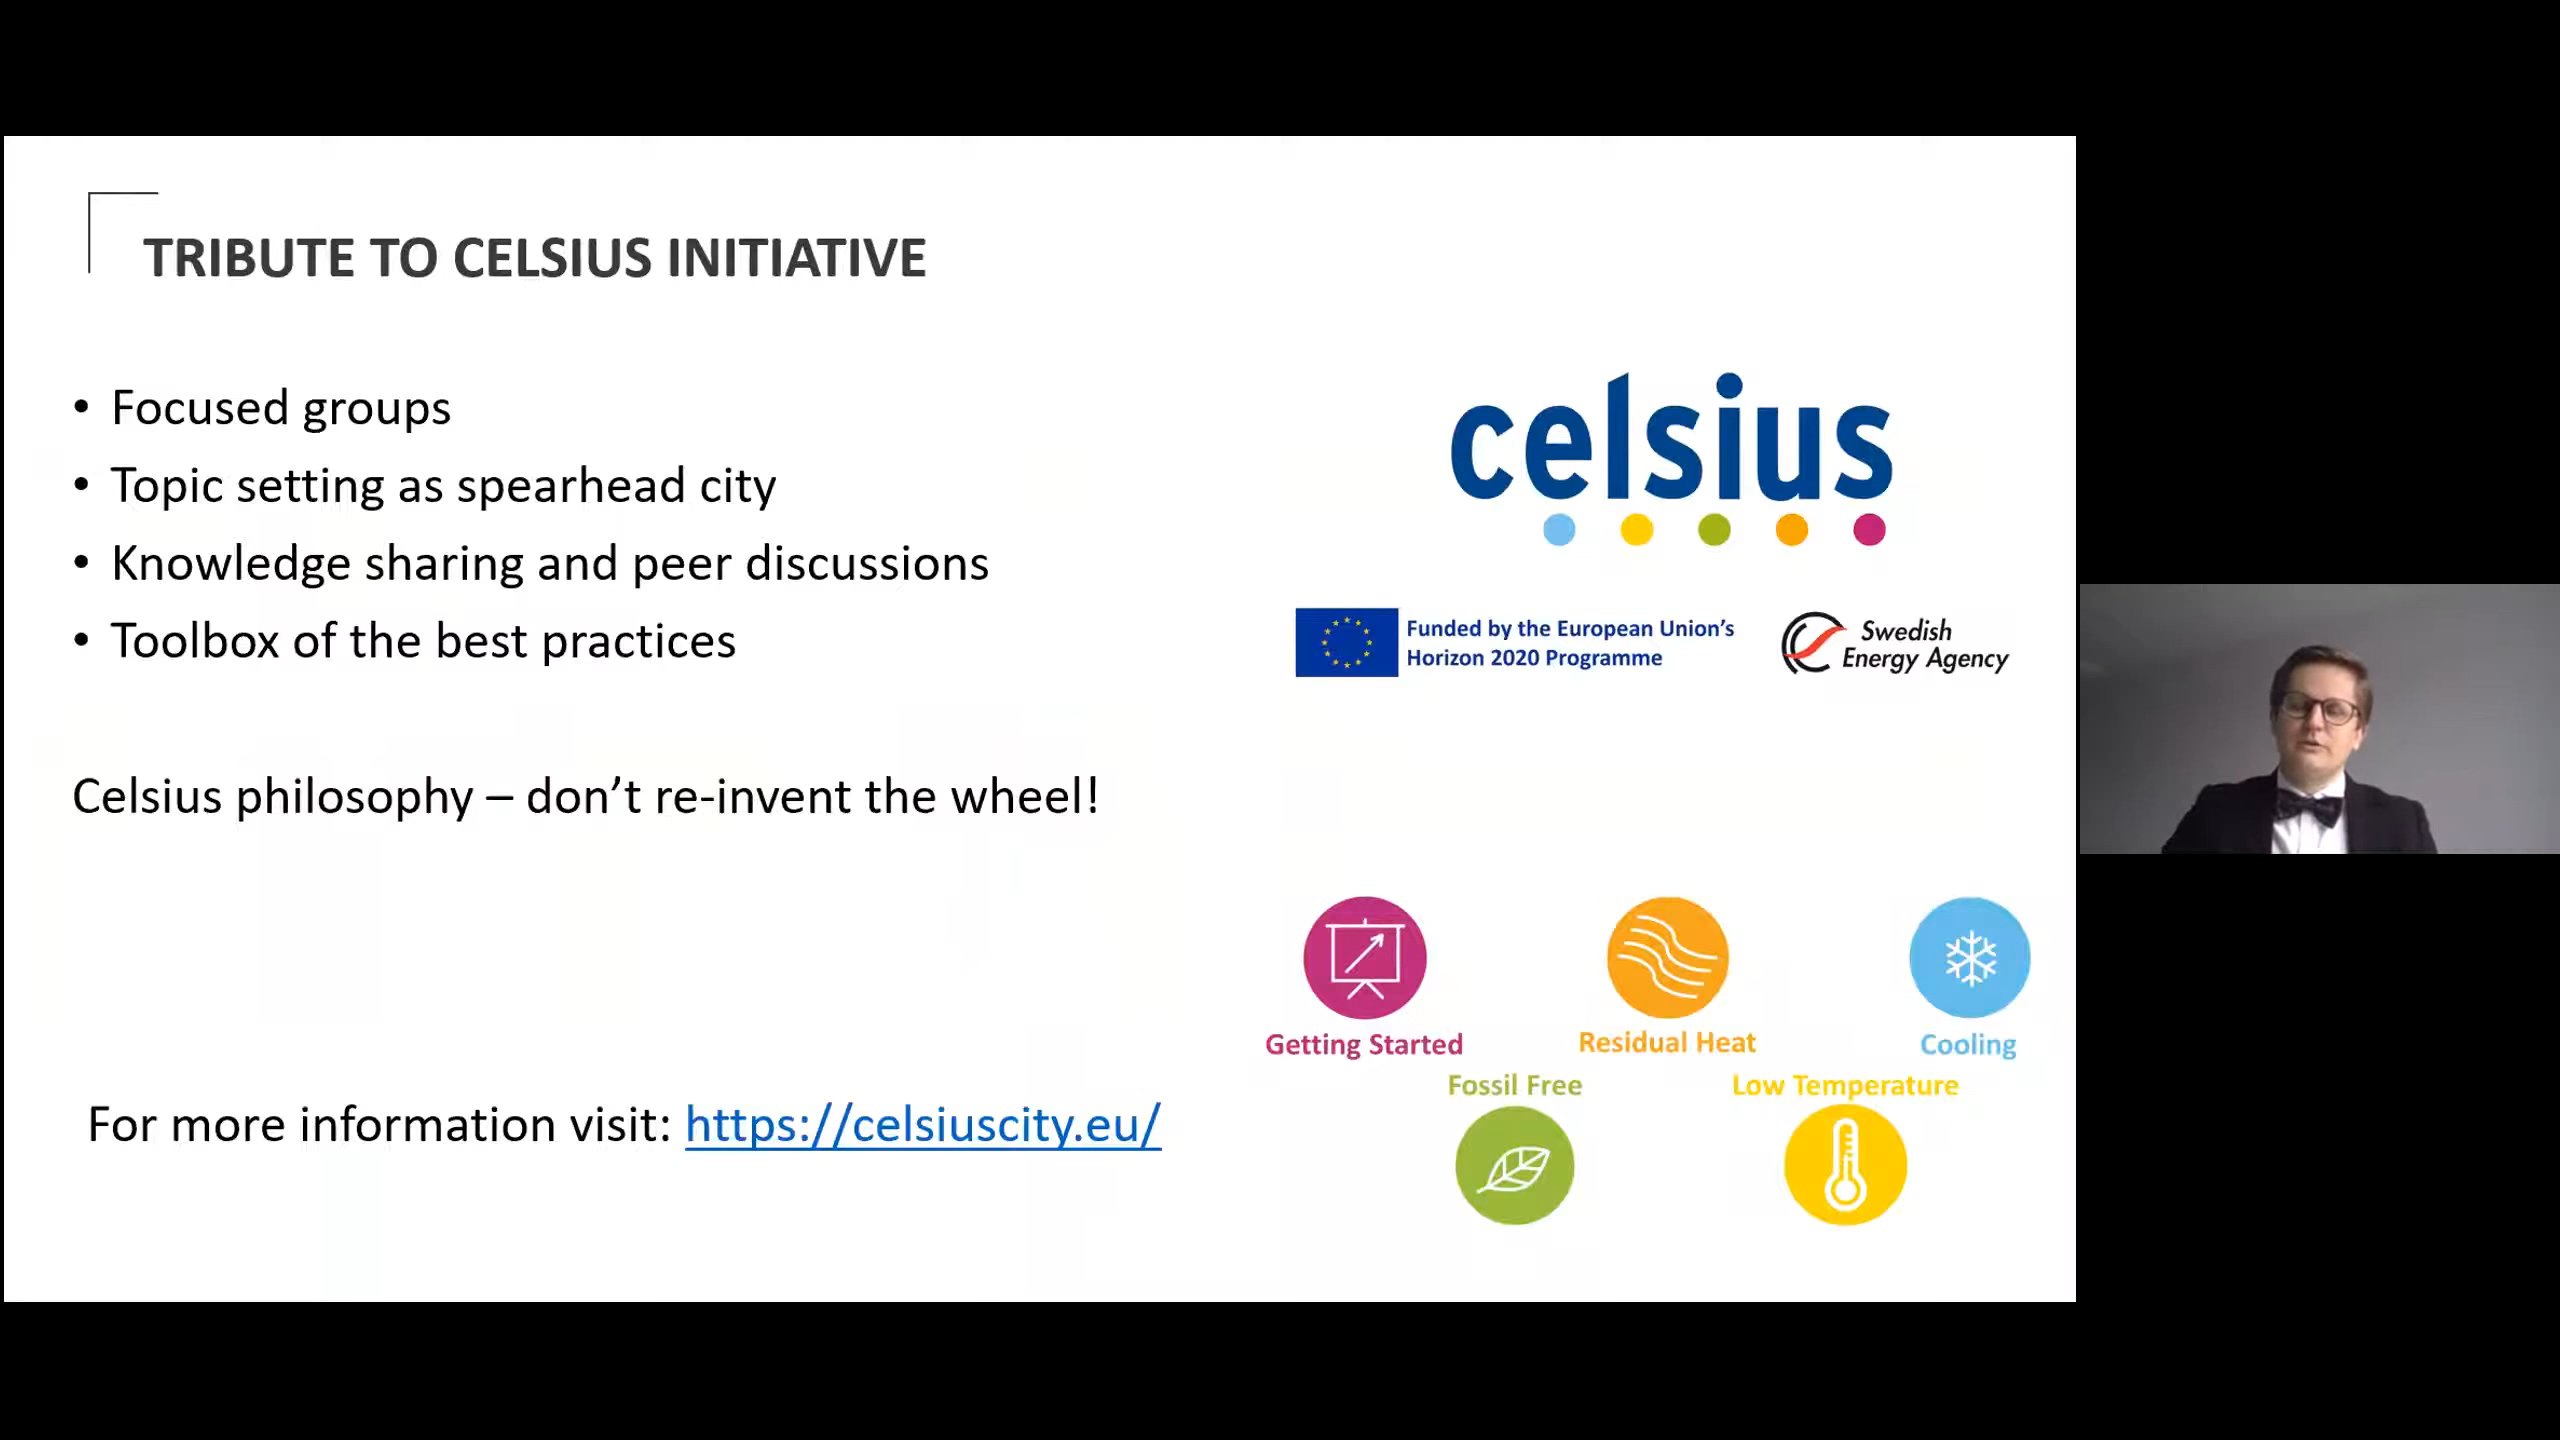 TRIBUTE TO CELSIUS INITIATIVE
• Focused groups
• Topic setting as spearhead city
• Knowledge sharing and peer discussions
• Toolbox of the best practices
Celsius philosophy – don’t re-invent the wheel!
For more information visit: https://celsiuscity.eu/
celsius
Funded by the European Union’s
Horizon 2020 Programme
Swedish
Energy Agency
Getting Started
Residual Heat
Cooling
Fossil Free
Low Temperature